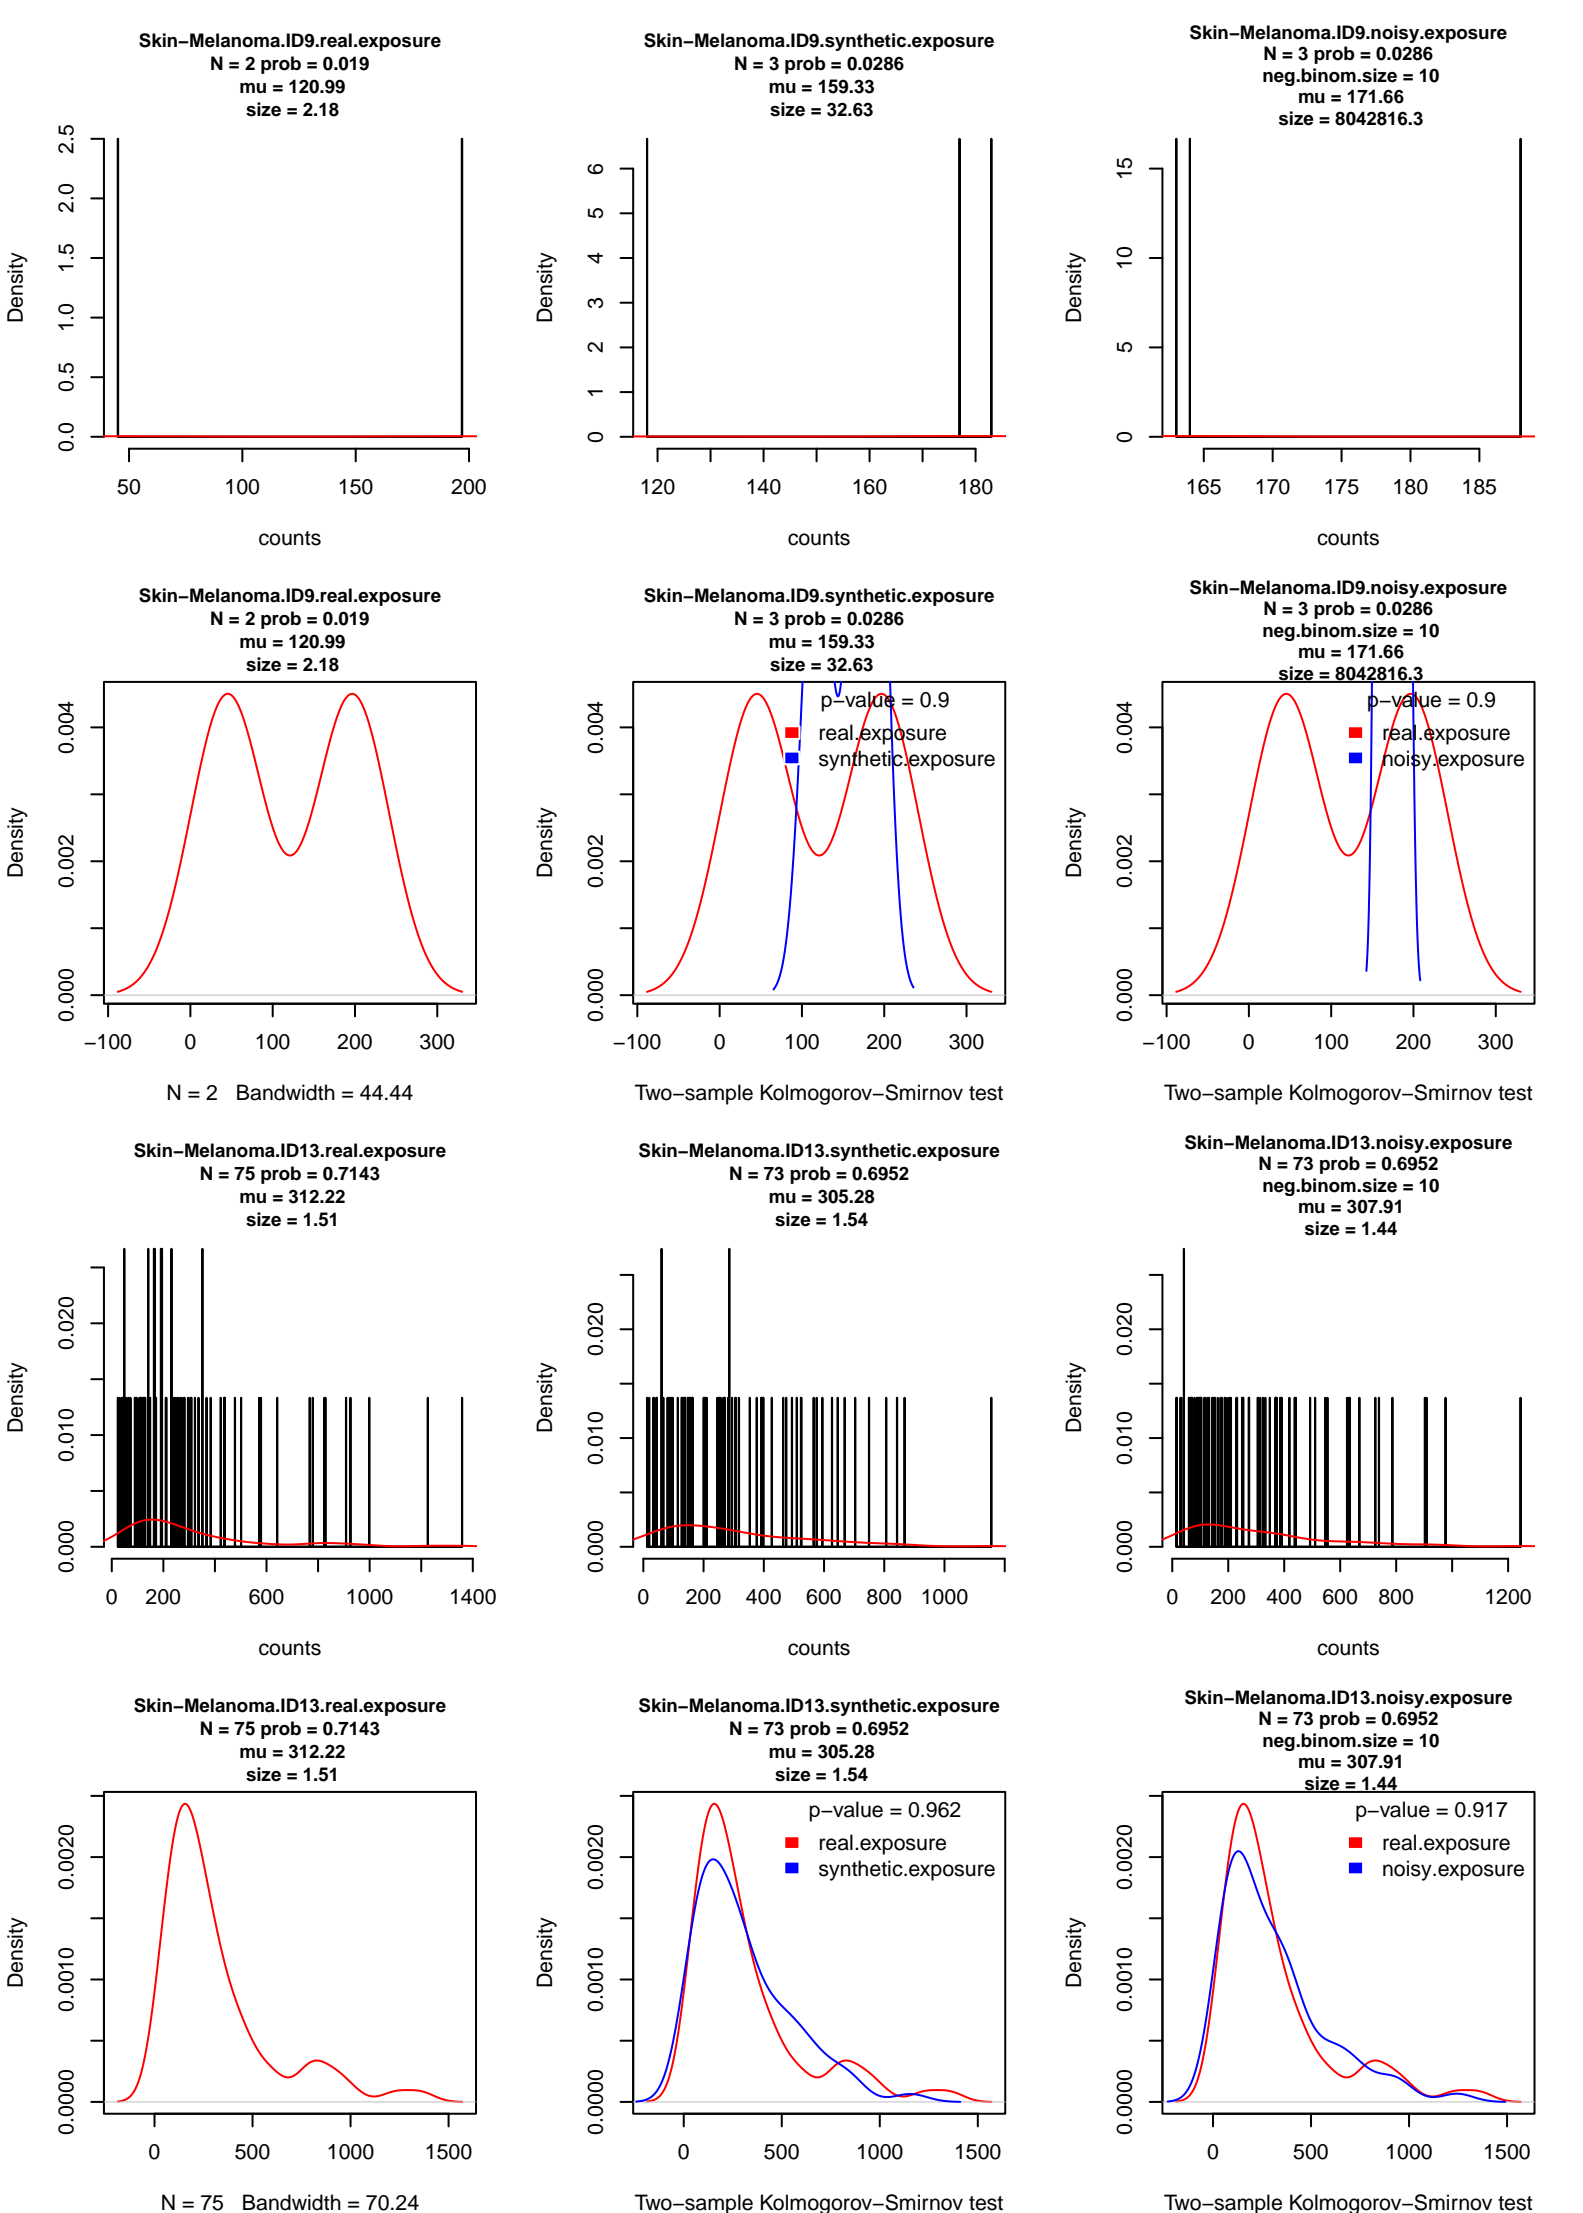 Skin−Melanoma.ID9.real.exposure
N = 2 prob = 0.019
mu = 120.99
size = 2.18
Density
0.0 0.5 1.0 1.5 2.0 2.5
50 100 150 200
counts
Skin−Melanoma.ID9.synthetic.exposure
N = 3 prob = 0.0286
mu = 159.33
size = 32.63
Density
0 1 2 3 4 5 6
120 140 160 180
counts
Skin−Melanoma.ID9.noisy.exposure
N = 3 prob = 0.0286
neg.binom.size = 10
mu = 171.66
size = 8042816.3
Density
0 5 10 15
165 170 175 180 185
counts
Skin−Melanoma.ID9.real.exposure
N = 2 prob = 0.019
mu = 120.99
size = 2.18
Density
0.000 0.002 0.004
−100 0 100 200 300
N = 2 Bandwidth = 44.44
Skin−Melanoma.ID9.synthetic.exposure
N = 3 prob = 0.0286
mu = 159.33
size = 32.63
p−value = 0.9
real.exposure
synthetic.exposure
Density
0.000 0.002 0.004
−100 0 100 200 300
Two−sample Kolmogorov−Smirnov test
Skin−Melanoma.ID9.noisy.exposure
N = 3 prob = 0.0286
neg.binom.size = 10
mu = 171.66
size = 8042816.3
p−value = 0.9
real.exposure
noisy.exposure
Density
0.000 0.002 0.004
−100 0 100 200 300
Two−sample Kolmogorov−Smirnov test
Skin−Melanoma.ID13.real.exposure
N = 75 prob = 0.7143
mu = 312.22
size = 1.51
Density
0.000 0.010 0.020
0 200 600 1000 1400
counts
Skin−Melanoma.ID13.synthetic.exposure
N = 73 prob = 0.6952
mu = 305.28
size = 1.54
Density
0.000 0.010 0.020
0 200 400 600 800 1000
counts
Skin−Melanoma.ID13.noisy.exposure
N = 73 prob = 0.6952
neg.binom.size = 10
mu = 307.91
size = 1.44
Density
0.000 0.010 0.020
0 200 400 600 800 1200
counts
Skin−Melanoma.ID13.real.exposure
N = 75 prob = 0.7143
mu = 312.22
size = 1.51
Density
0.0000 0.0010 0.0020
0 500 1000 1500
N = 75 Bandwidth = 70.24
Skin−Melanoma.ID13.synthetic.exposure
N = 73 prob = 0.6952
mu = 305.28
size = 1.54
p−value = 0.962
real.exposure
synthetic.exposure
Density
0.0000 0.0010 0.0020
0 500 1000 1500
Two−sample Kolmogorov−Smirnov test
Skin−Melanoma.ID13.noisy.exposure
N = 73 prob = 0.6952
neg.binom.size = 10
mu = 307.91
size = 1.44
p−value = 0.917
real.exposure
noisy.exposure
Density
0.0000 0.0010 0.0020
0 500 1000 1500
Two−sample Kolmogorov−Smirnov test